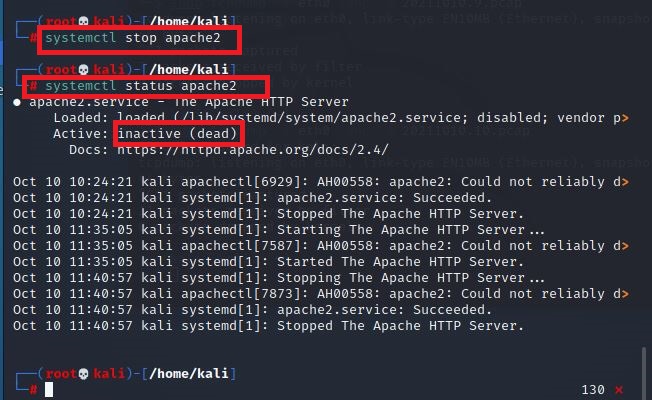 (root💀kali)-[/home/kali]
# systemctl stop apache2
(root💀kali)-[/home/kali]
# systemctl status apache2
● apache2.service - The Apache HTTP Server
Loaded: loaded (/lib/systemd/system/apache2.service; disabled; vendor p>
Active: inactive (dead)
Docs: https://httpd.apache.org/docs/2.4/
Oct 10 10:24:21 kali apachectl[6929]: AH00558: apache2: Could not reliably d>
Oct 10 10:24:21 kali systemd[1]: apache2.service: Succeeded.
Oct 10 10:24:21 kali systemd[1]: Stopped The Apache HTTP Server.
Oct 10 11:35:05 kali systemd[1]: Starting The Apache HTTP Server...
Oct 10 11:35:05 kali apachectl[7587]: AH00558: apache2: Could not reliably d>
Oct 10 11:35:05 kali systemd[1]: Started The Apache HTTP Server.
Oct 10 11:40:57 kali systemd[1]: Stopping The Apache HTTP Server...
Oct 10 11:40:57 kali apachectl[7873]: AH00558: apache2: Could not reliably d>
Oct 10 11:40:57 kali systemd[1]: apache2.service: Succeeded.
Oct 10 11:40:57 kali systemd[1]: Stopped The Apache HTTP Server.
(root💀kali)-[/home/kali]
# 130 ⨯